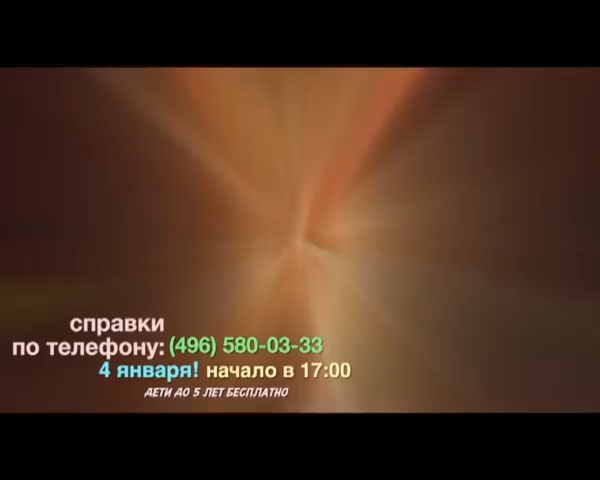 справки
по телефону: (496) 580-03-33
4 января! начало в 17:00
ДЕТИ ДО 5 ЛЕТ БЕСПЛАТНО